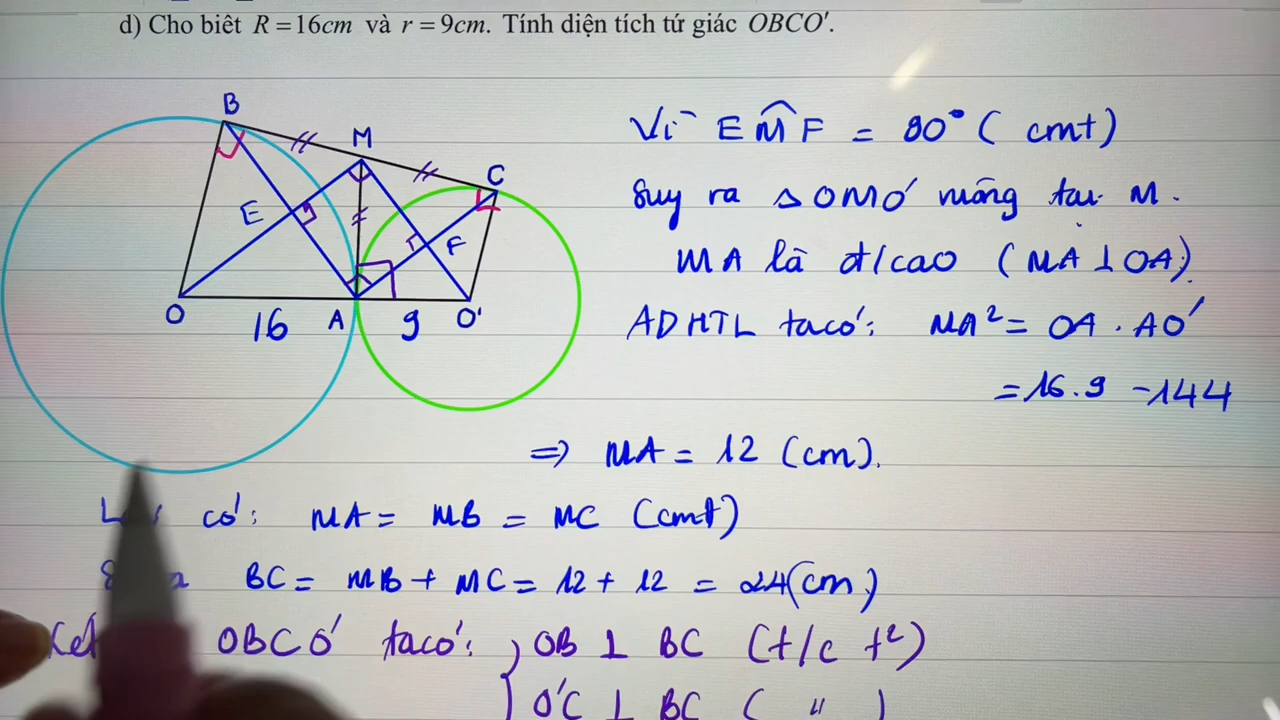 d) Cho biết R = 16cm và r = 9cm. Tính diện tích tứ giác OBCO'.
B
M
C
E
F
O
16
A
9
O'
Vì EM̂F = 90° (cmt)
Suy ra △OMO' vuông tại M.
MA là đ/cao (MA ⊥ OA).
ADHTL ta có: MA² = OA . AO'
= 16.9 = 144
=> MA = 12 (cm).
có: MA = MB = MC (cmt)
BC = MB + MC = 12 + 12 = 24 (cm)
OBCO' ta có: OB ⊥ BC (t/c t²)
O'C ⊥ BC ( " )